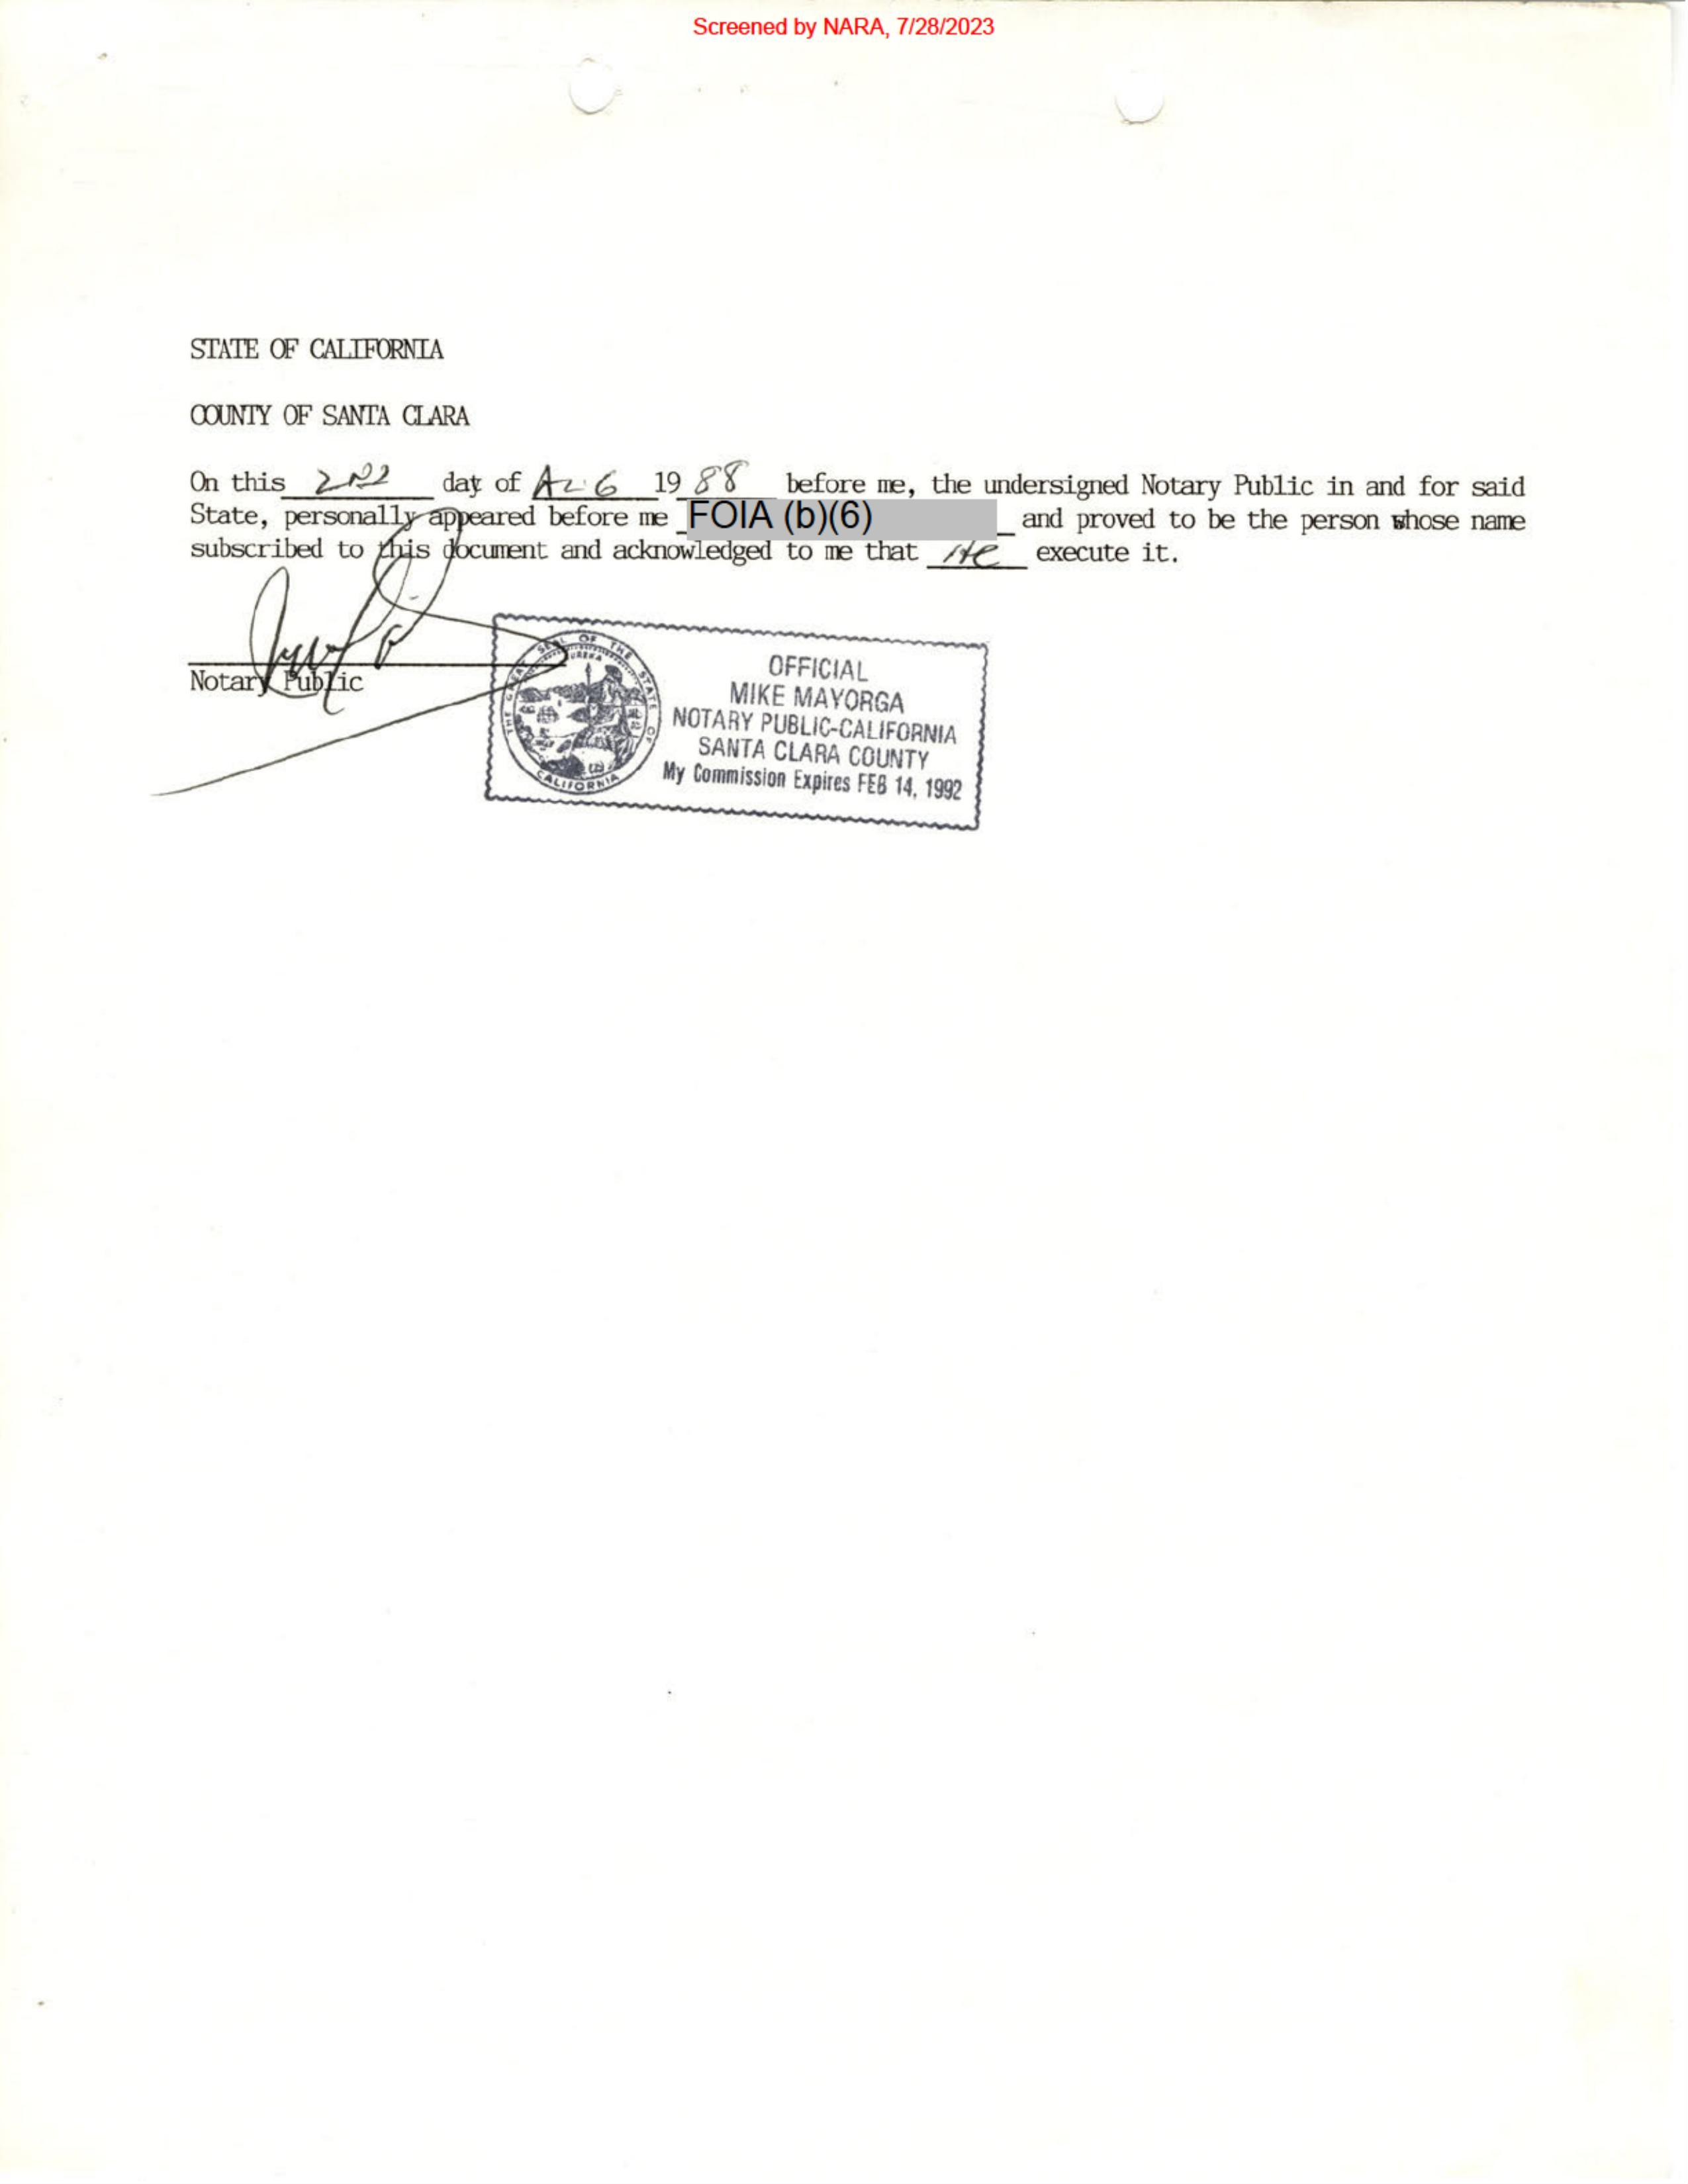 Screened by NARA, 7/28/2023
STATE OF CALIFORNIA
COUNTY OF SANTA CLARA
On this 2nd day of AUG 19 88 before me, the undersigned Notary Public in and for said
State, personally appeared before me FOIA (b)(6) and proved to be the person whose name
subscribed to this document and acknowledged to me that He execute it.
Notary Public
THE GREAT SEAL OF THE STATE OF CALIFORNIA
EUREKA
OFFICIAL
MIKE MAYORGA
NOTARY PUBLIC-CALIFORNIA
SANTA CLARA COUNTY
My Commission Expires FEB 14, 1992